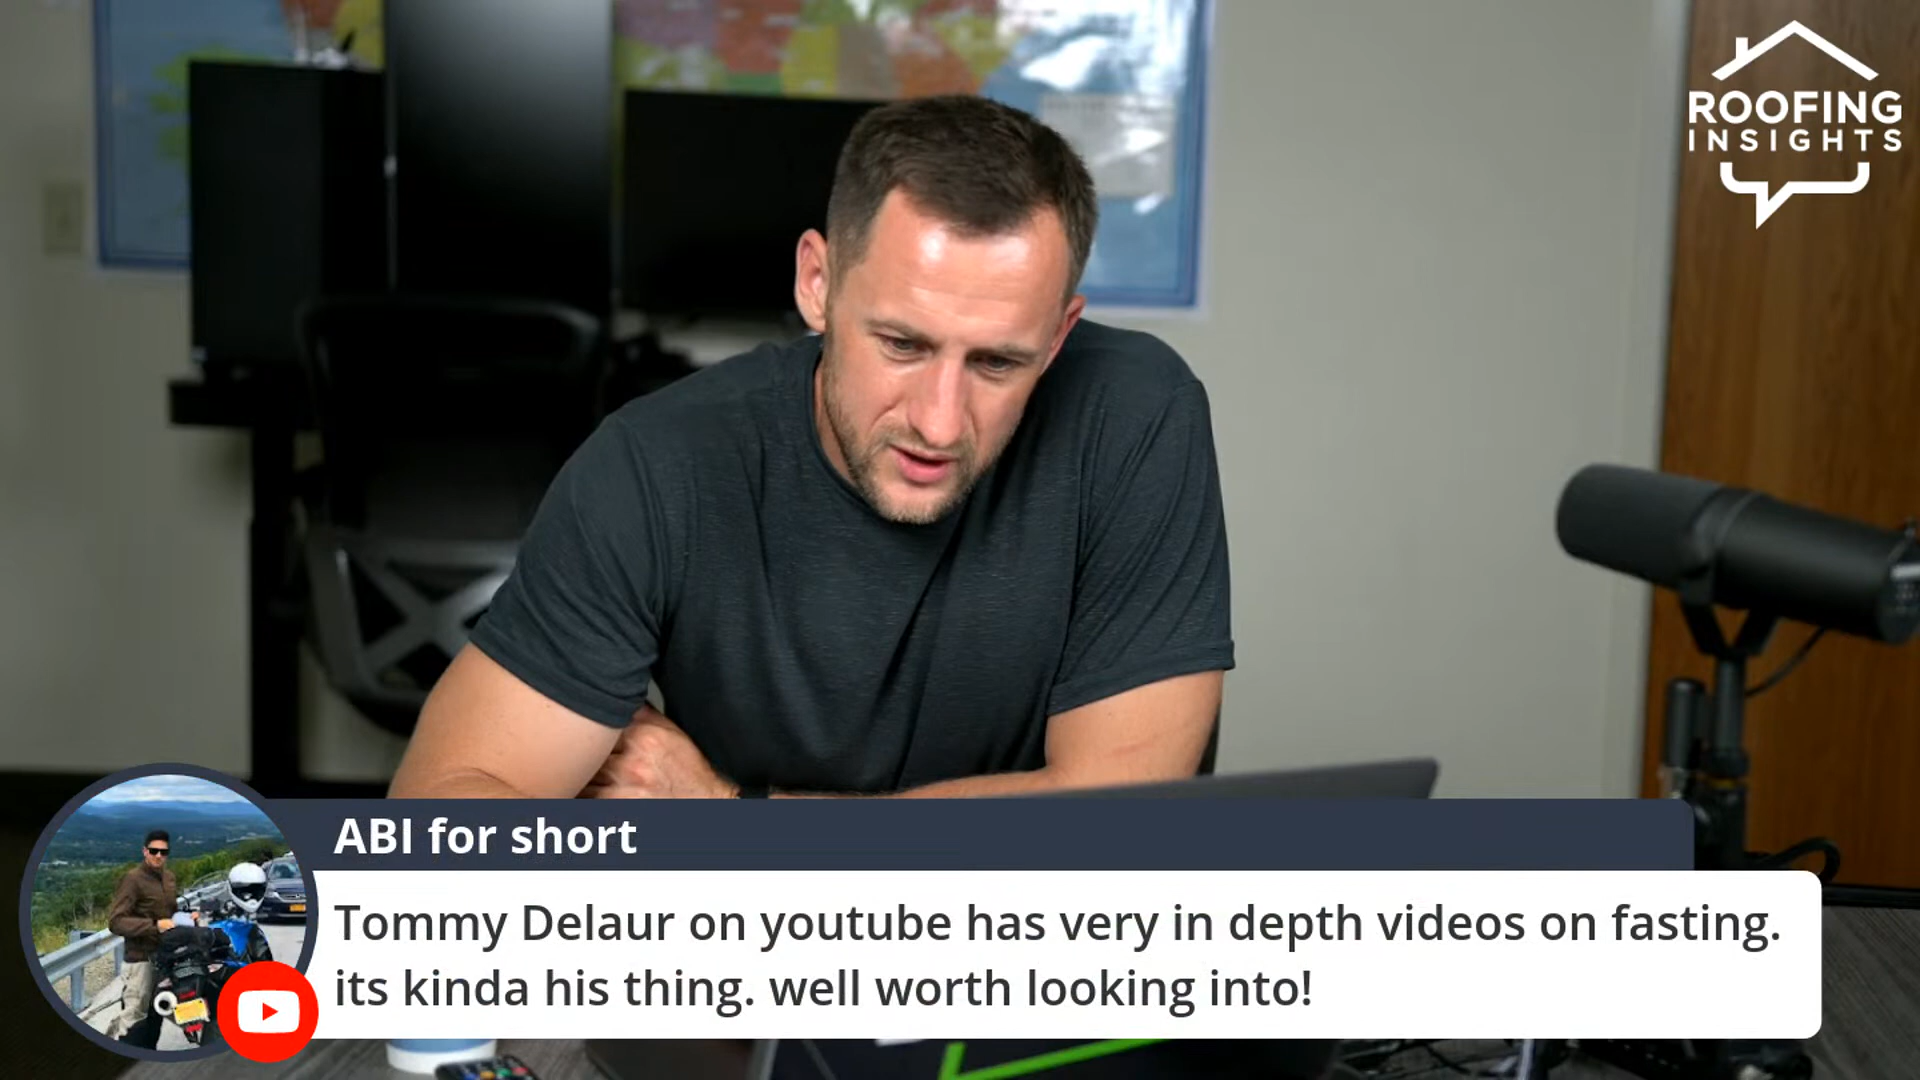 ROOFING
INSIGHTS
ABI for short
Tommy Delaur on youtube has very in depth videos on fasting.
its kinda his thing. well worth looking into!